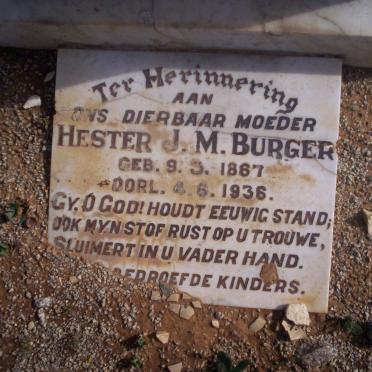 Ter Herinnering
AAN
ONS DIERBAAR MOEDER
HESTER J. M. BURGER
GEB. 9. 3. 1867
OORL. 4. 6. 1936.
GY, O GOD! HOUDT EEUWIG STAND;
OOK MYN STOF RUST OP U TROUWE,
SLUIMERT IN U VADER HAND.
BEDROEFDE KINDERS.